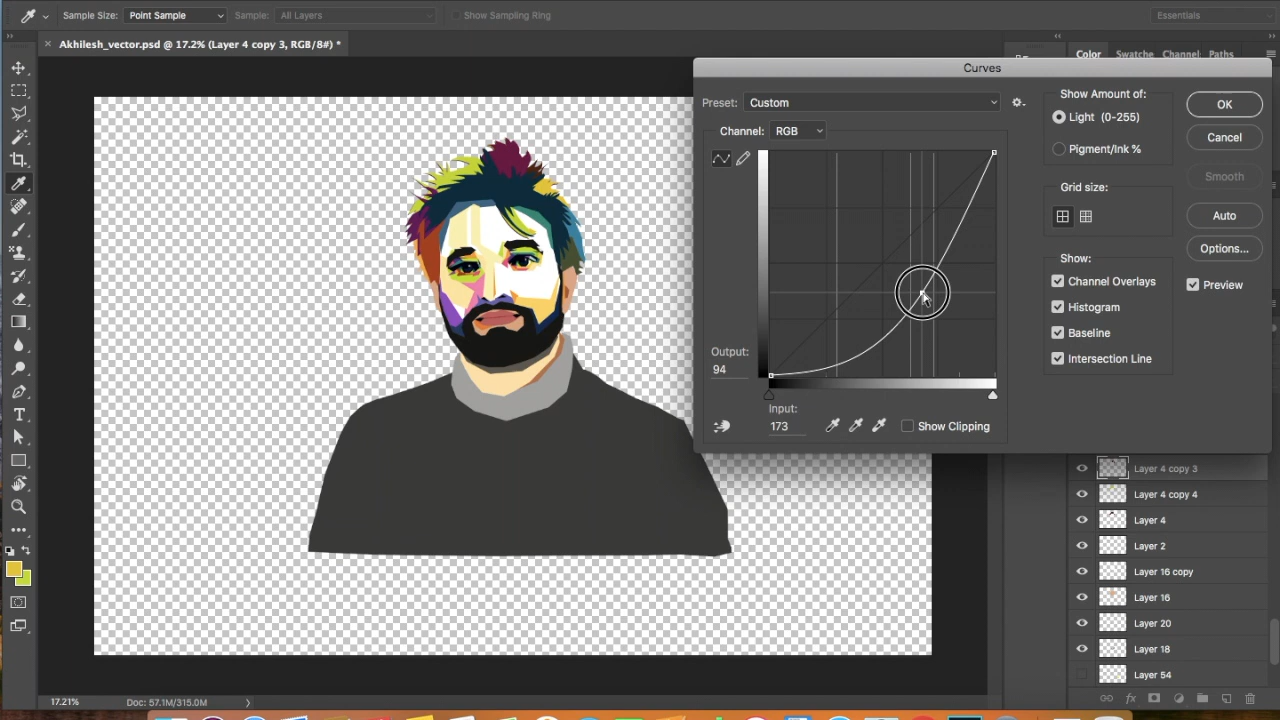 Sample Size: Point Sample Sample: All Layers Show Sampling Ring Essentials
Akhilesh_vector.psd @ 17.2% (Layer 4 copy 3, RGB/8#) *
Color Swatche Channel Paths
Curves
Preset: Custom
Channel: RGB
Output:
94
Input:
173
Show Clipping
Show Amount of:
Light (0-255)
Pigment/Ink %
Grid size:
Show:
Channel Overlays
Histogram
Baseline
Intersection Line
OK
Cancel
Smooth
Auto
Options...
Preview
Layer 4 copy 3
Layer 4 copy 4
Layer 4
Layer 2
Layer 16 copy
Layer 16
Layer 20
Layer 18
Layer 54
17.21% Doc: 57.1M/315.0M